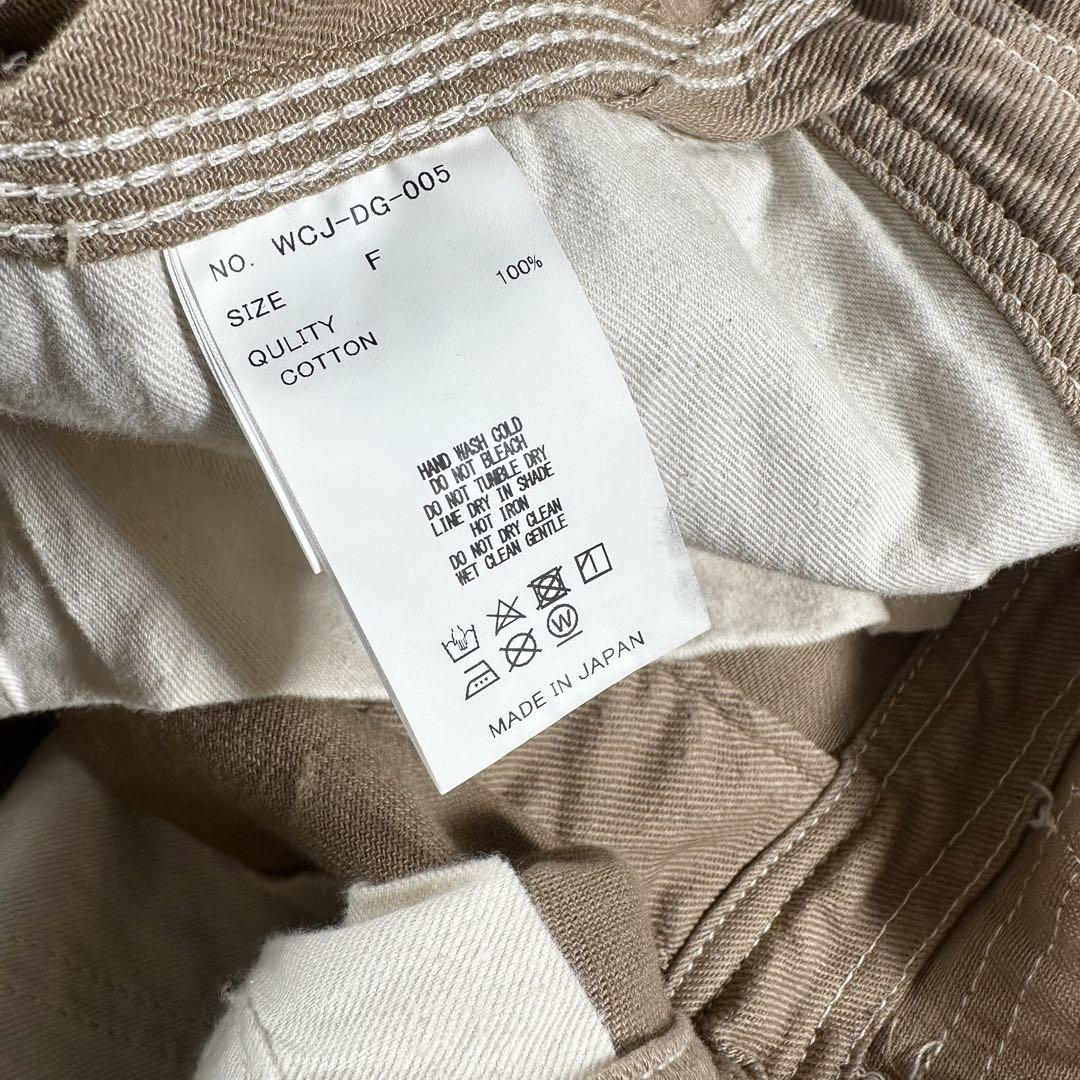 NO. WCJ-DG-005
SIZE F
QULITY
COTTON 100%
HAND WASH COLD
DO NOT BLEACH
DO NOT TUMBLE DRY
LINE DRY IN SHADE
HOT IRON
DO NOT DRY CLEAN
WET CLEAN GENTLE
W
MADE IN JAPAN